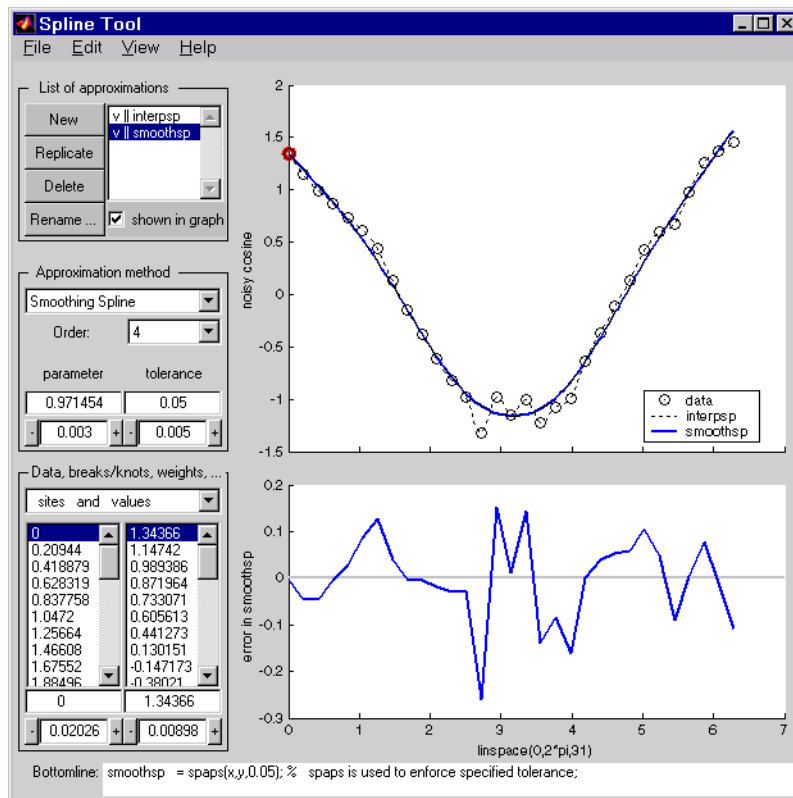 Spline Tool
File Edit View Help
List of approximations
New
Replicate
Delete
Rename ...
v || interpsp
v || smoothsp
shown in graph
Approximation method
Smoothing Spline
Order: 4
parameter tolerance
0.971454 0.05
- 0.003 + - 0.005 +
Data, breaks/knots, weights, ...
sites and values
0 1.34366
0.20944 1.14742
0.418879 0.989386
0.628319 0.871964
0.837758 0.733071
1.0472 0.605613
1.25664 0.441273
1.46608 0.130151
1.67552 -0.147173
1.88496 -0.38021
0 1.34366
- 0.02026 + - 0.00898 +
2
1.5
1
0.5
0
-0.5
-1
-1.5
noisy cosine
data
interpsp
smoothsp
0.2
0.1
0
-0.1
-0.2
-0.3
error in smoothsp
0 1 2 3 4 5 6 7
linspace(0,2*pi,31)
Bottomline: smoothsp = spaps(x,y,0.05); % spaps is used to enforce specified tolerance;